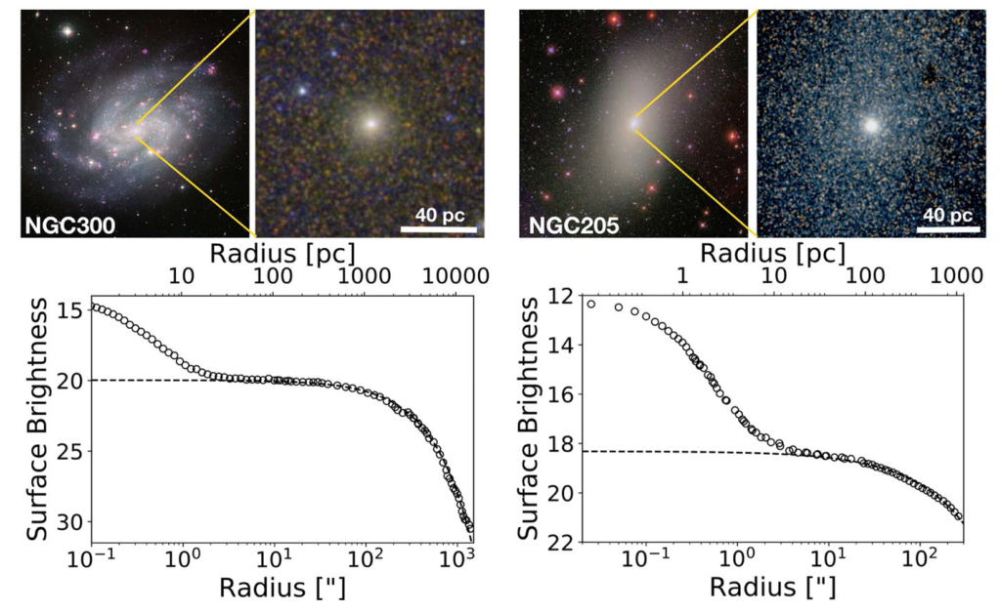 NGC300
40 pc
NGC205
40 pc
Radius [pc]
10 100 1000 10000
Surface Brightness
15
20
25
30
10⁻¹ 10⁰ 10¹ 10² 10³
Radius ["]
Radius [pc]
1 10 100 1000
Surface Brightness
12
14
16
18
20
22
10⁻¹ 10⁰ 10¹ 10²
Radius ["]